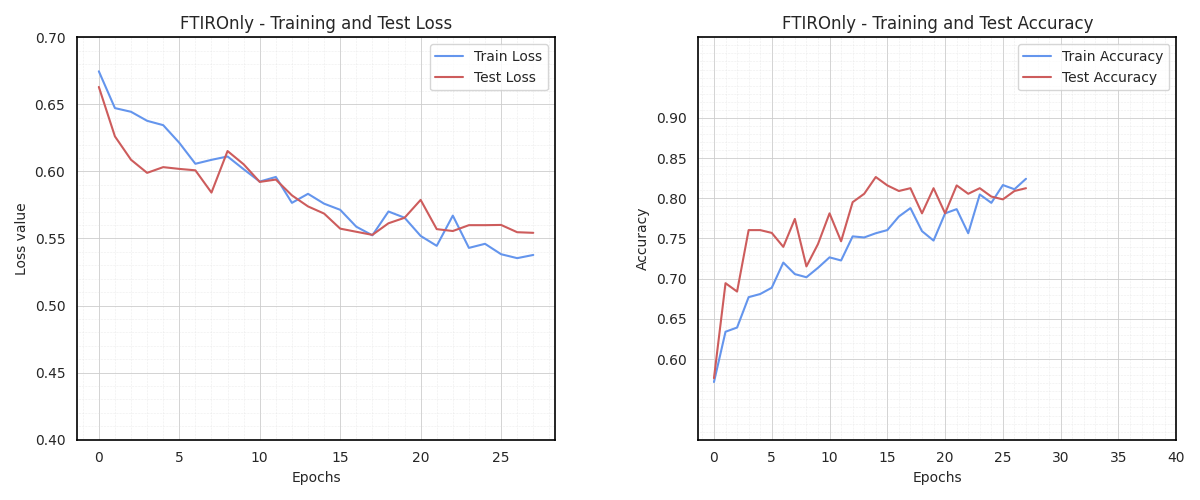 FTIROnly - Training and Test Loss
Train Loss
Test Loss
Loss value
0.70
0.65
0.60
0.55
0.50
0.45
0.40
0 5 10 15 20 25
Epochs
FTIROnly - Training and Test Accuracy
Train Accuracy
Test Accuracy
Accuracy
0.90
0.85
0.80
0.75
0.70
0.65
0.60
0 5 10 15 20 25 30 35 40
Epochs